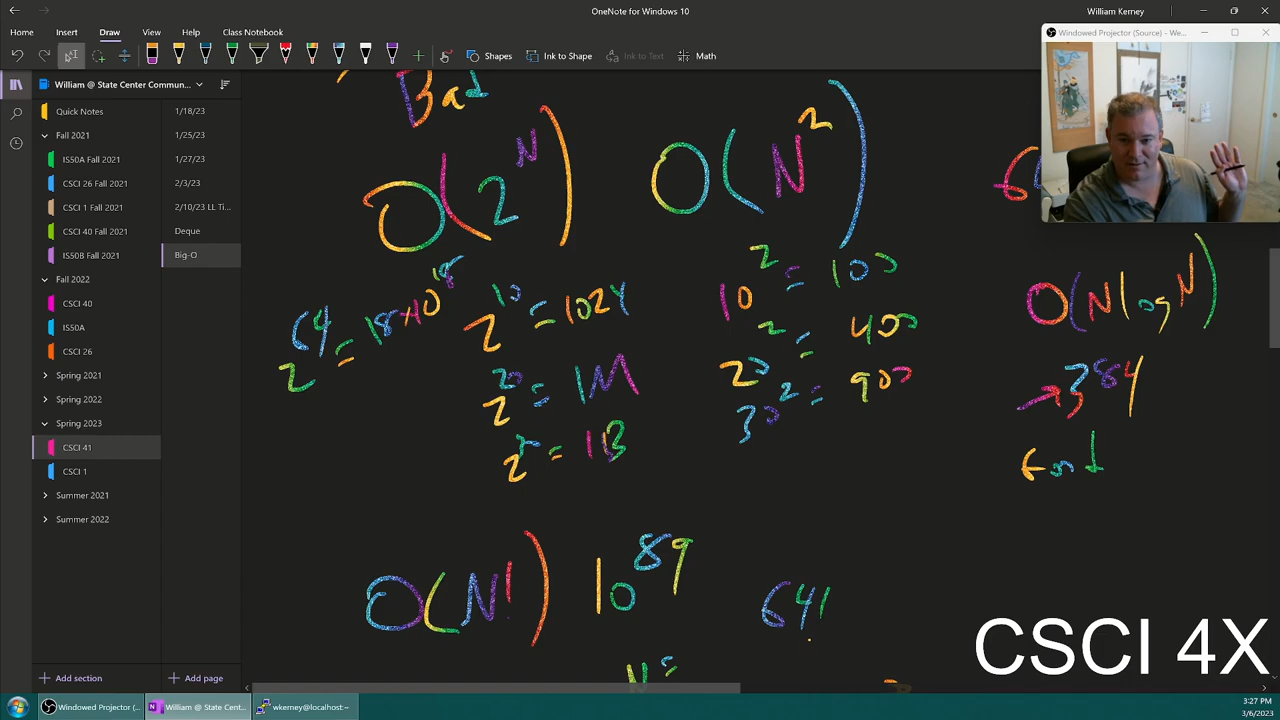 OneNote for Windows 10
William Kerney
Windowed Projector (Source) - We...
Home Insert Draw View Help Class Notebook
Shapes Ink to Shape Ink to Text Math
William @ State Center Commun...
Quick Notes
Fall 2021
IS50A Fall 2021
CSCI 26 Fall 2021
CSCI 1 Fall 2021
CSCI 40 Fall 2021
IS50B Fall 2021
Fall 2022
CSCI 40
IS50A
CSCI 26
Spring 2021
Spring 2022
Spring 2023
CSCI 41
CSCI 1
Summer 2021
Summer 2022
Add section
1/18/23
1/25/23
1/27/23
2/3/23
2/10/23 LL Ti...
Deque
Big-O
Add page
Bad
O(2^N)
2^64 = 18*10^18
2^10 = 1024
2^20 = 1M
= 1B
O(N^2)
10^2 = 100
20^2 = 400
30^2 = 900
O(N log N)
→384
O(N!) 10^89 64!
CSCI 4X
Windowed Projector (...
William @ State Cent...
wkerney@localhost:~
3:27 PM
3/6/2023